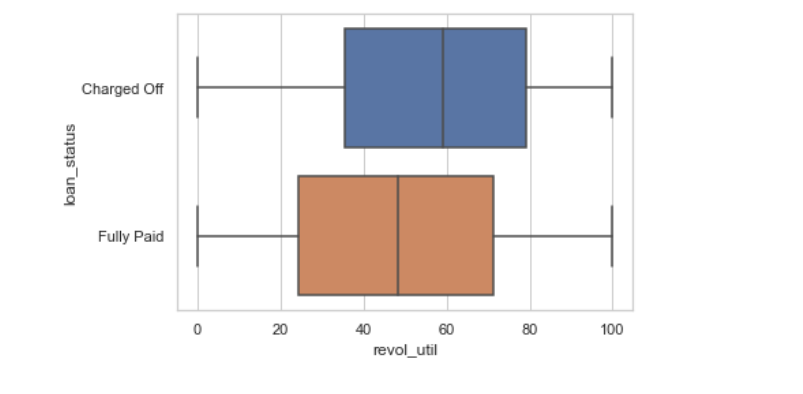 loan_status
Charged Off
Fully Paid
0 20 40 60 80 100
revol_util